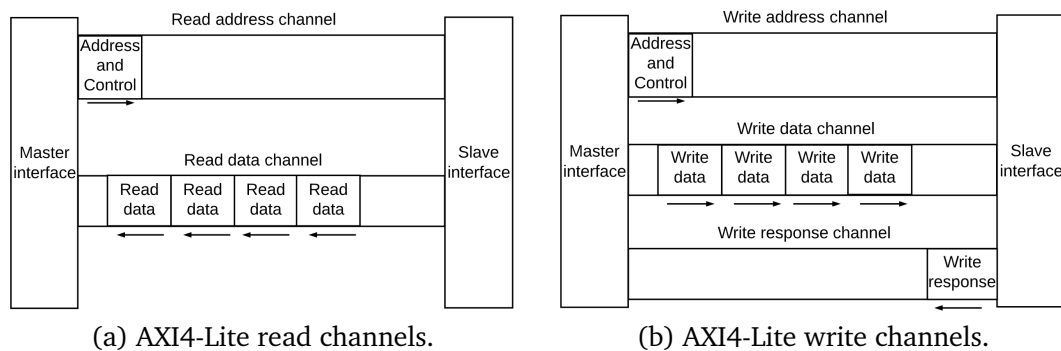 Read address channel
Address
and
Control
Master
interface
Slave
interface
Read data channel
Read
data
Read
data
Read
data
Read
data
(a) AXI4-Lite read channels.
Write address channel
Address
and
Control
Master
interface
Slave
interface
Write data channel
Write
data
Write
data
Write
data
Write
data
Write response channel
Write
response
(b) AXI4-Lite write channels.